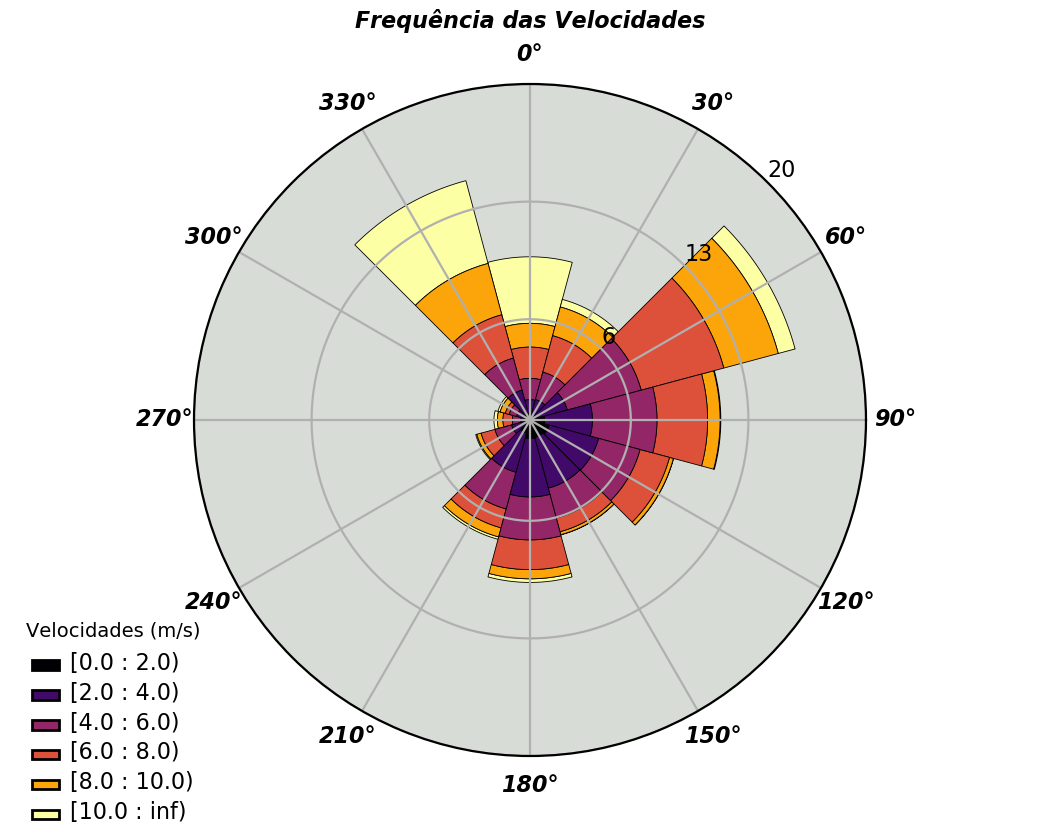 Frequência das Velocidades
0°
330°
30°
20
300°
60°
13
6
270°
90°
240°
120°
210°
150°
180°
Velocidades (m/s)
[0.0 : 2.0)
[2.0 : 4.0)
[4.0 : 6.0)
[6.0 : 8.0)
[8.0 : 10.0)
[10.0 : inf)